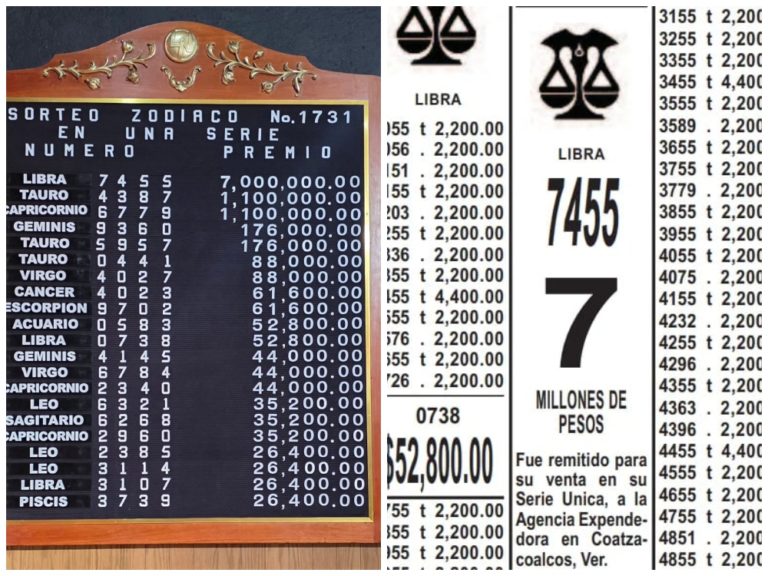 SORTEO ZODIACO No.1731
EN UNA SERIE
NUMERO PREMIO
LIBRA 7455 7,000,000.00
TAURO 4387 1,100,000.00
CAPRICORNIO 6779 1,100,000.00
GEMINIS 9360 176,000.00
TAURO 5957 176,000.00
TAURO 0441 88,000.00
VIRGO 4027 88,000.00
CANCER 4023 61,600.00
ESCORPION 9702 61,600.00
ACUARIO 0583 52,800.00
LIBRA 0738 52,800.00
GEMINIS 4145 44,000.00
VIRGO 6784 44,000.00
CAPRICORNIO 2340 44,000.00
LEO 6321 35,200.00
SAGITARIO 6268 35,200.00
CAPRICORNIO 2960 35,200.00
LEO 2385 26,400.00
LEO 3114 26,400.00
LIBRA 3107 26,400.00
PISCIS 3739 26,400.00
LIBRA
055 t 2,200.00
056 . 2,200.00
151 . 2,200.00
155 t 2,200.00
203 . 2,200.00
255 t 2,200.00
336 . 2,200.00
355 t 2,200.00
455 t 4,400.00
555 t 2,200.00
576 . 2,200.00
655 t 2,200.00
726 . 2,200.00
0738
$52,800.00
755 t 2,200.00
855 t 2,200.00
955 t 2,200.00
LIBRA
7455
7
MILLONES DE
PESOS
Fue remitido para
su venta en su
Serie Unica, a la
Agencia Expende-
dora en Coatza-
coalcos, Ver.
3155 t 2,200
3255 t 2,200
3355 t 2,200
3455 t 4,400
3555 t 2,200
3589 . 2,200
3655 t 2,200
3755 t 2,200
3779 . 2,200
3855 t 2,200
3955 t 2,200
4055 t 2,200
4075 . 2,200
4155 t 2,200
4232 . 2,200
4255 t 2,200
4296 . 2,200
4355 t 2,200
4363 . 2,200
4396 . 2,200
4455 t 4,400
4555 t 2,200
4655 t 2,200
4755 t 2,200
4851 . 2,200
4855 t 2,200